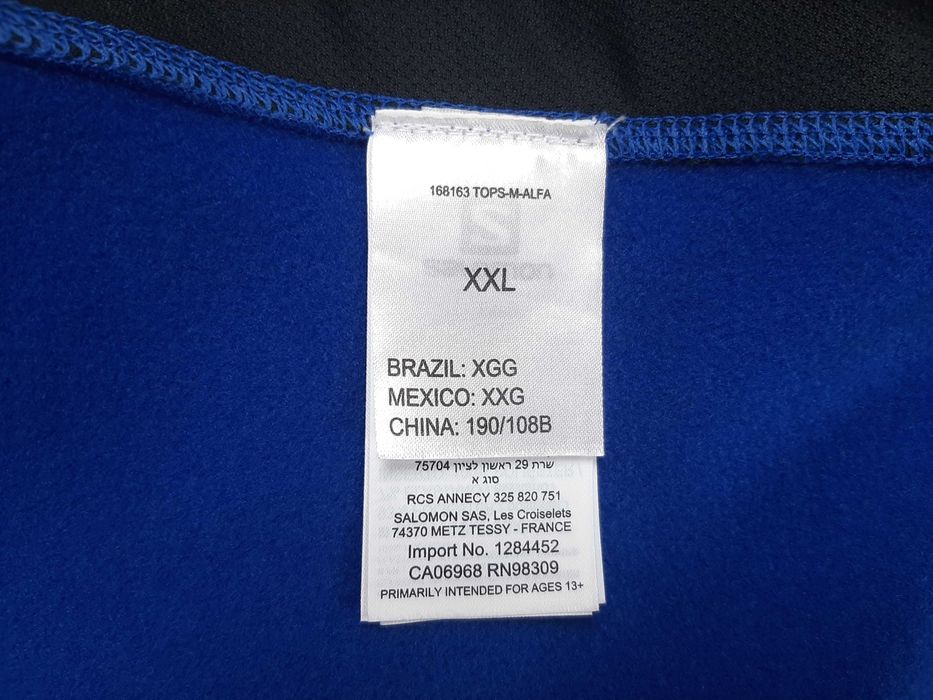 168163 TOPS-M-ALFA
XXL
BRAZIL: XGG
MEXICO: XXG
CHINA: 190/108B
שרת 29 ראשון לציון 75704
סוג א
RCS ANNECY 325 820 751
SALOMON SAS, Les Croiselets
74370 METZ TESSY - FRANCE
Import No. 1284452
CA06968 RN98309
PRIMARILY INTENDED FOR AGES 13+